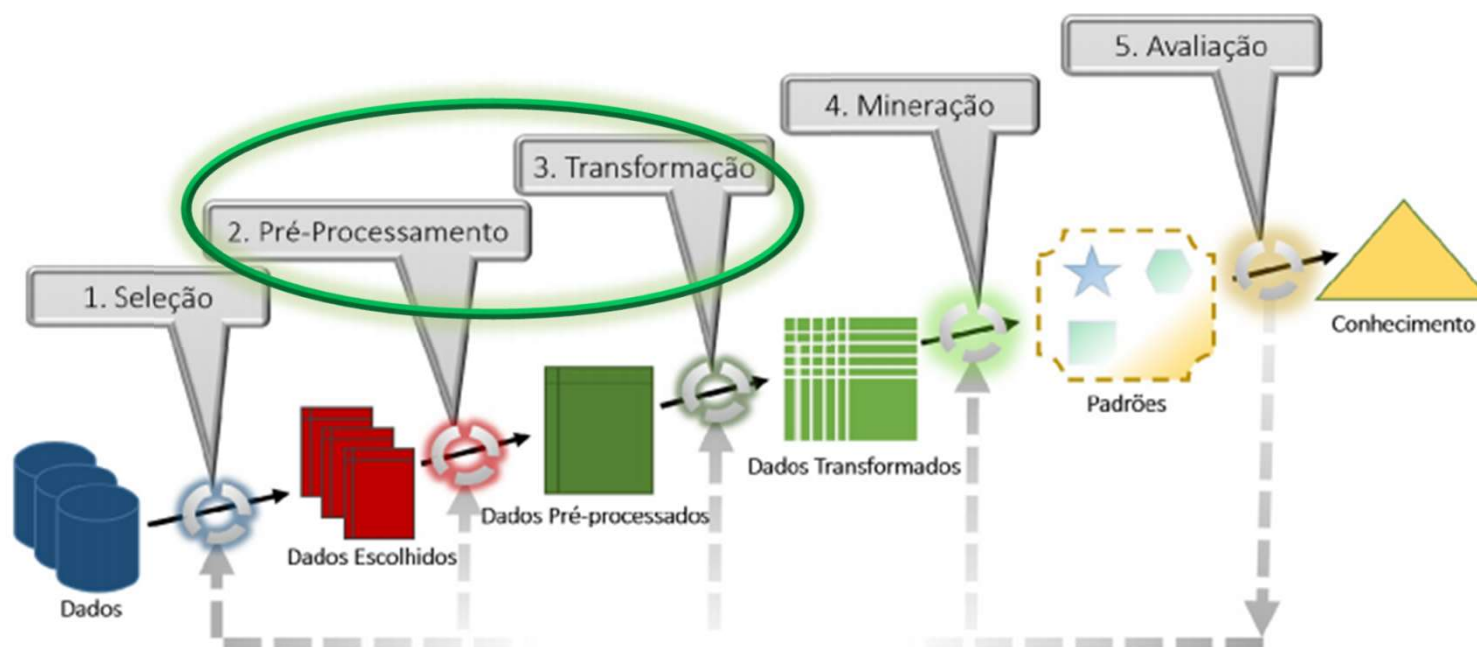 5. Avaliação
4. Mineração
3. Transformação
2. Pré-Processamento
1. Seleção
Conhecimento
Padrões
Dados Transformados
Dados Pré-processados
Dados Escolhidos
Dados